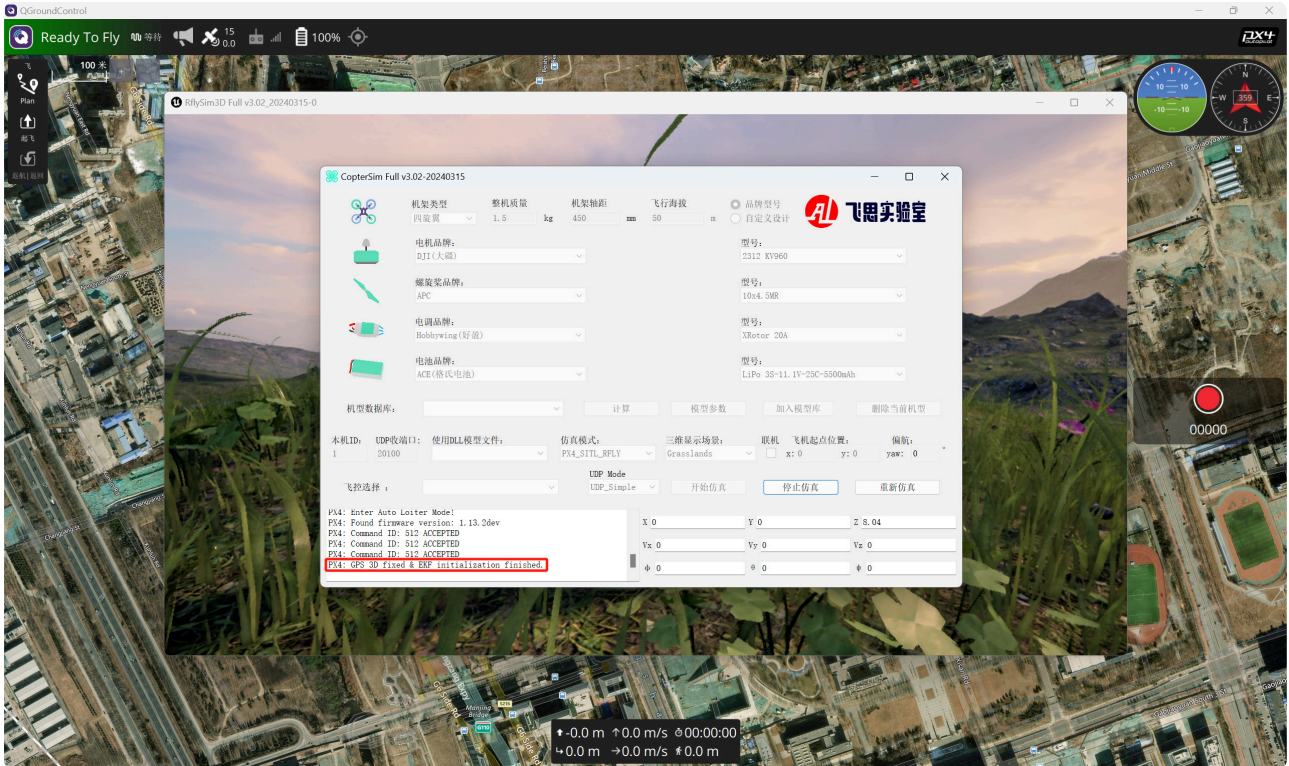 QGroundControl
Ready To Fly
等待
15
0.0
100%
PX4
autopilot
飞
100 米
Plan
起飞
返航|返回
RflySim3D Full v3.02_20240315-0
10 10
-10 -10
N
W 359 E
S
CopterSim Full v3.02-20240315
机架类型 整机质量 机架轴距 飞行海拔 品牌型号
四旋翼 1.5 kg 450 mm 50 m 自定义设计
飞思实验室
电机品牌: 型号:
DJI(大疆) 2312 KV960
螺旋桨品牌: 型号:
APC 10x4.5MR
电调品牌: 型号:
Hobbywing(好盈) XRotor 20A
电池品牌: 型号:
ACE(格氏电池) LiPo 3S-11.1V-25C-5500mAh
机型数据库: 计算 模型参数 加入模型库 删除当前机型
本机ID: UDP收端口: 使用DLL模型文件: 仿真模式: 三维显示场景: 联机 飞机起点位置: 偏航:
1 20100 PX4_SITL_RFLY Grasslands x: 0 y: 0 yaw: 0 °
UDP Mode
飞控选择 : UDP_Simple 开始仿真 停止仿真 重新仿真
PX4: Enter Auto Loiter Mode!
PX4: Found firmware version: 1.13.2dev
PX4: Command ID: 512 ACCEPTED
PX4: Command ID: 512 ACCEPTED
PX4: Command ID: 512 ACCEPTED
PX4: GPS 3D fixed & EKF initialization finished.
X 0 Y 0 Z 8.04
Vx 0 Vy 0 Vz 0
ϕ 0 θ 0 ψ 0
00000
Manjing
Bridge
S216
G110
-0.0 m 0.0 m/s 00:00:00
0.0 m 0.0 m/s 0.0 m